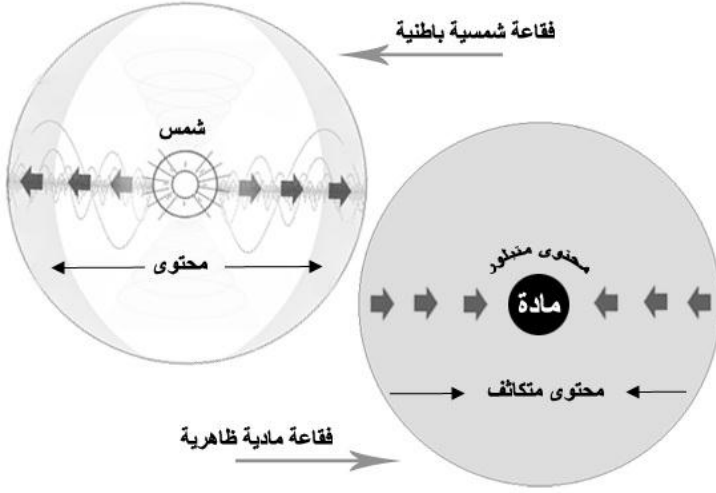 فقاعة شمسية باطنية
شمس
محتوى
محتوى متبلور
مادة
محتوى متكاثف
فقاعة مادية ظاهرية